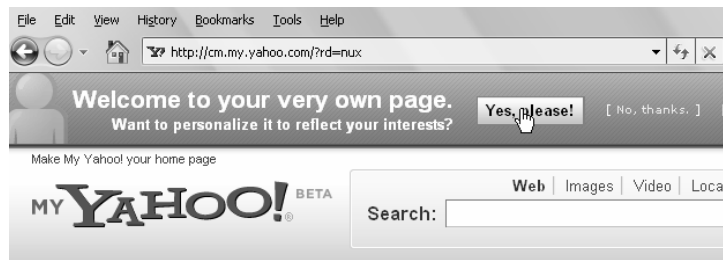 File Edit View History Bookmarks Tools Help
http://cm.my.yahoo.com/?rd=nux
Welcome to your very own page.
Want to personalize it to reflect your interests?
Yes, please! [ No, thanks. ]
Make My Yahoo! your home page
MY YAHOO!® BETA
Web | Images | Video |
Search: